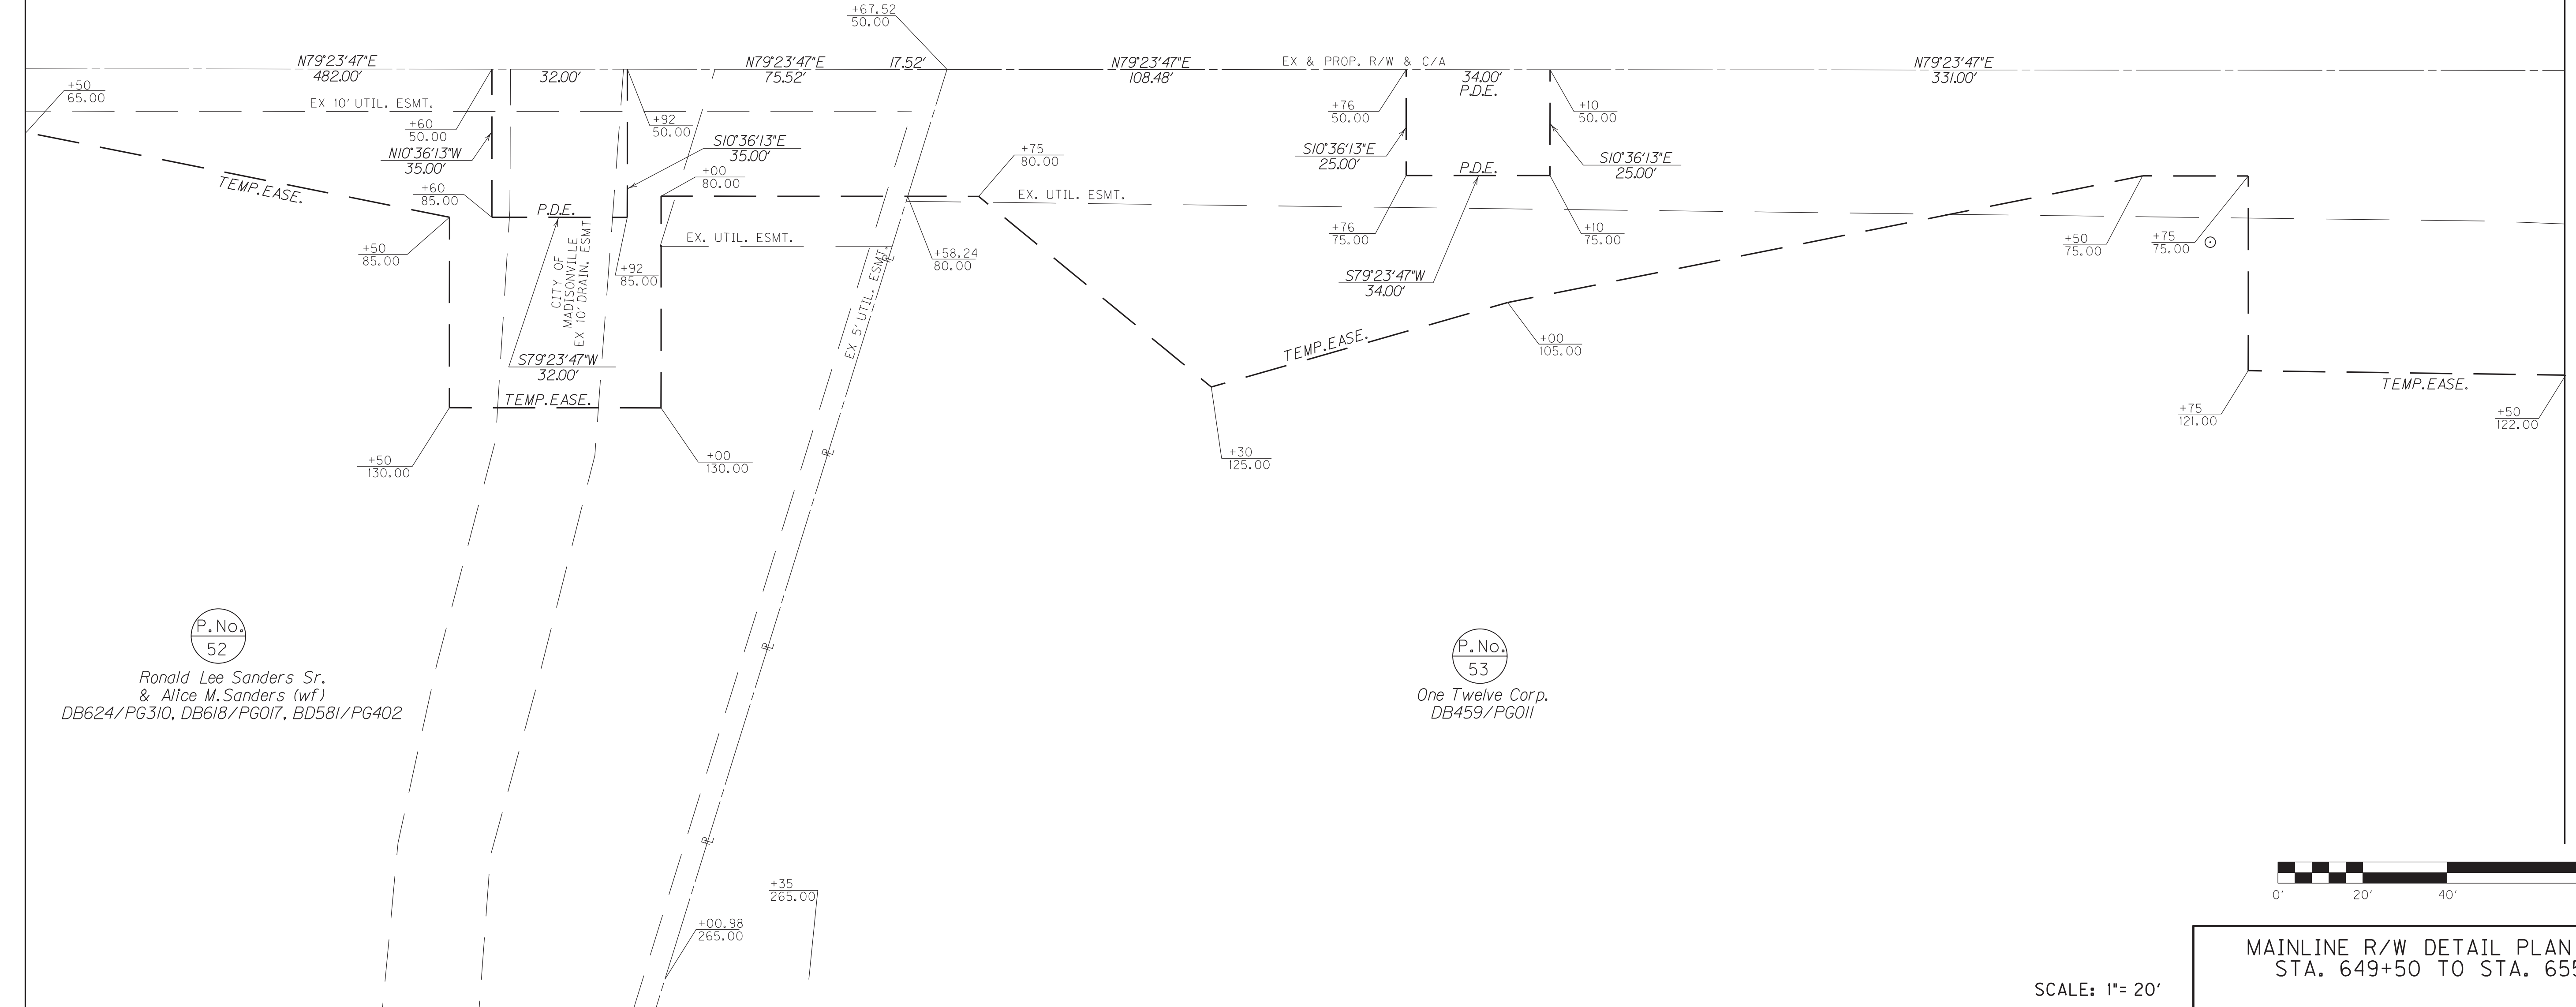 +67.52
50.00
N79°23'47"E
482.00'
32.00'
N79°23'47"E
75.52'
17.52'
N79°23'47"E
108.48'
EX & PROP. R/W & C/A
34.00'
P.D.E.
N79°23'47"E
331.00'
+50
65.00
EX 10' UTIL. ESMT.
+60
50.00
+92
50.00
+76
50.00
+10
50.00
N10°36'13"W
35.00'
S10°36'13"E
35.00'
+75
80.00
S10°36'13"E
25.00'
P.D.E.
S10°36'13"E
25.00'
TEMP.EASE.
+60
85.00
+00
80.00
EX. UTIL. ESMT.
P.D.E.
+50
85.00
CITY OF
MADISONVILLE
EX 10' DRAIN. ESMT
+92
85.00
EX. UTIL. ESMT.
+58.24
80.00
+76
75.00
+10
75.00
+50
75.00
+75
75.00
S79°23'47"W
34.00'
EX 5' UTIL. ESMT.
PL
S79°23'47"W
32.00'
TEMP.EASE.
+00
105.00
TEMP.EASE.
TEMP.EASE.
+75
121.00
+50
122.00
+50
130.00
+00
130.00
PL
+30
125.00
P.No.
52
Ronald Lee Sanders Sr.
& Alice M.Sanders (wf)
DB624/PG310, DB618/PG017, BD581/PG402
PL
P.No.
53
One Twelve Corp.
DB459/PG011
PL
+35
265.00
+00.98
265.00
0'
20'
40'
MAINLINE R/W DETAIL PLAN
STA. 649+50 TO STA. 655
SCALE: 1"= 20'